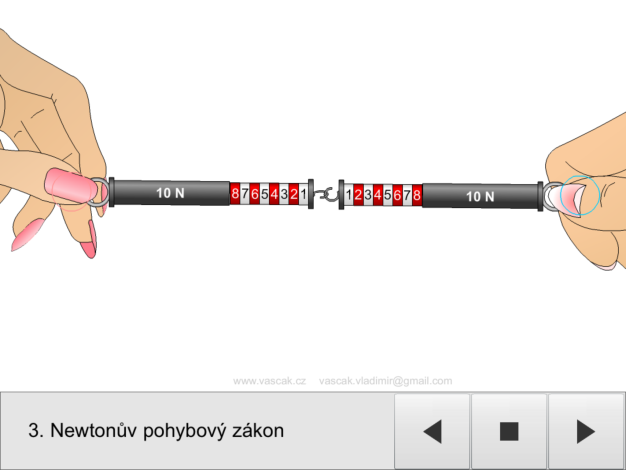 10 N 87654321 12345678 10 N
www.vascak.cz vascak.vladimir@gmail.com
3. Newtonův pohybový zákon